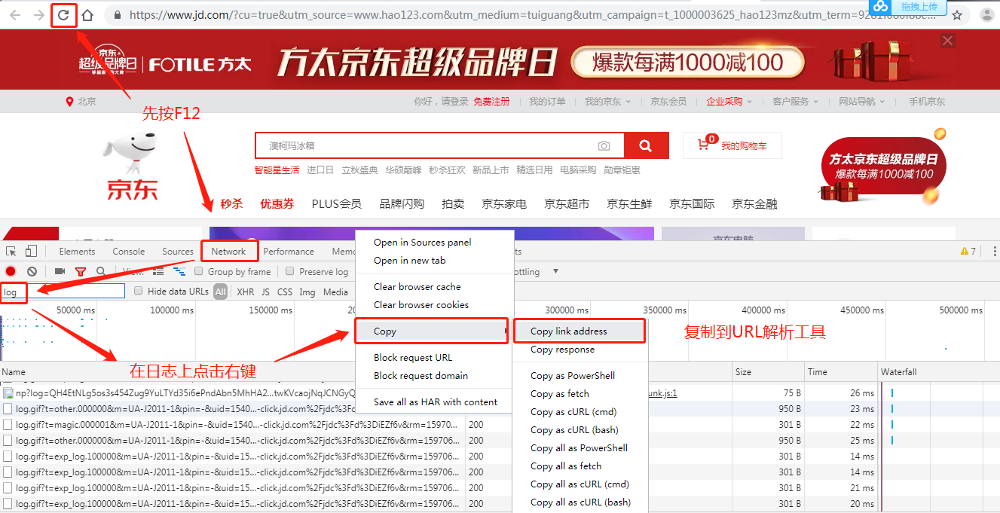 https://www.jd.com/?cu=true&utm_source=www.hao123.com&utm_medium=tuiguang&utm_campaign=t_1000003625_hao123mz&utm_term=
拖拽上传
京东
超级品牌日
FOTILE 方太
方太京东超级品牌日
爆款每满1000减100
北京
你好，请登录 免费注册 我的订单 我的京东 京东会员 企业采购 客户服务 网站导航 手机京东
先按F12
澳柯玛冰箱
0
我的购物车
方太京东超级品牌日
爆款每满1000减100
智能星生活 进口日 立秋盛典 华硕巅峰 秒杀狂欢 新品上市 精选日用 电脑采购 勋章钜惠
京东
秒杀 优惠券 PLUS会员 品牌闪购 拍卖 京东家电 京东超市 京东生鲜 京东国际 京东金融
京东电脑
Elements Console Sources Network Performance Memo
ts
7
View: Group by frame Preserve log
ottling
log
Hide data URLs All XHR JS CSS Img Media
50000 ms 100000 ms 150000 ms 20
300000 ms 350000 ms 400000 ms 450000 ms 500000 ms
Open in Sources panel
Open in new tab
Clear browser cache
Clear browser cookies
Copy
Block request URL
Block request domain
Save all as HAR with content
Copy link address
Copy response
Copy as PowerShell
Copy as fetch
Copy as cURL (cmd)
Copy as cURL (bash)
Copy all as PowerShell
Copy all as fetch
Copy all as cURL (cmd)
Copy all as cURL (bash)
复制到URL解析工具
在日志上点击右键
Name
Size Time Waterfall
np?log=QH4EtNLg5os3s454Zug9YuLTYd35i6ePndAbn5MhHA2...twKVcaojNqJCNGyQ
unk.js:1 75 B 26 ms
log.gif?t=other.000000&m=UA-J2011-1&pin=-&uid=1540...-click.jd.com%2Fjdc%3Fd
950 B 23 ms
log.gif?t=magic.000001&m=UA-J2011-1&pin=-&uid=1540...-click.jd.com%2Fjdc%3Fd%3DiEZf6v&rm=15970... 200
301 B 22 ms
log.gif?t=other.000000&m=UA-J2011-1&pin=-&uid=1540...-click.jd.com%2Fjdc%3Fd%3DiEZf6v&rm=159706... 200
950 B 25 ms
log.gif?t=exp_log.100000&m=UA-J2011-1&pin=-&uid=15...-click.jd.com%2Fjdc%3Fd%3DiEZf6v&rm=159706... 200
301 B 14 ms
log.gif?t=exp_log.100000&m=UA-J2011-1&pin=-&uid=15...-click.jd.com%2Fjdc%3Fd%3DiEZf6v&rm=159706... 200
301 B 14 ms
log.gif?t=exp_log.100000&m=UA-J2011-1&pin=-&uid=15...-click.jd.com%2Fjdc%3Fd%3DiEZf6v&rm=159706... 200
301 B 21 ms
log.gif?t=exp_log.100000&m=UA-J2011-1&pin=-&uid=15...-click.jd.com%2Fjdc%3Fd%3DiEZf6v&rm=159706... 200
301 B 20 ms